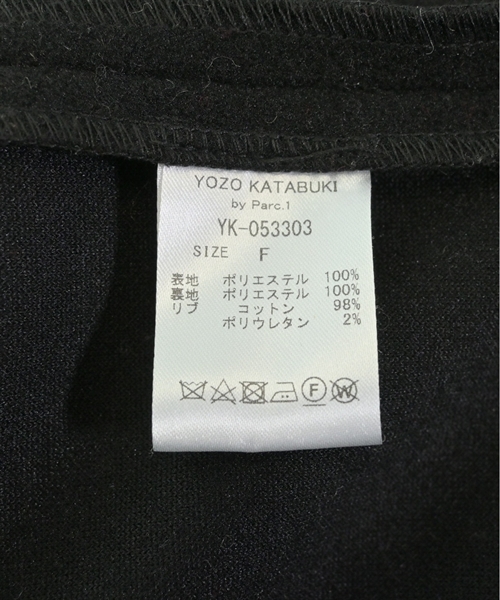 YOZO KATABUKI
by Parc.1
YK-053303
SIZE F
表地 ポリエステル 100%
裏地 ポリエステル 100%
リブ コットン 98%
ポリウレタン 2%
F W